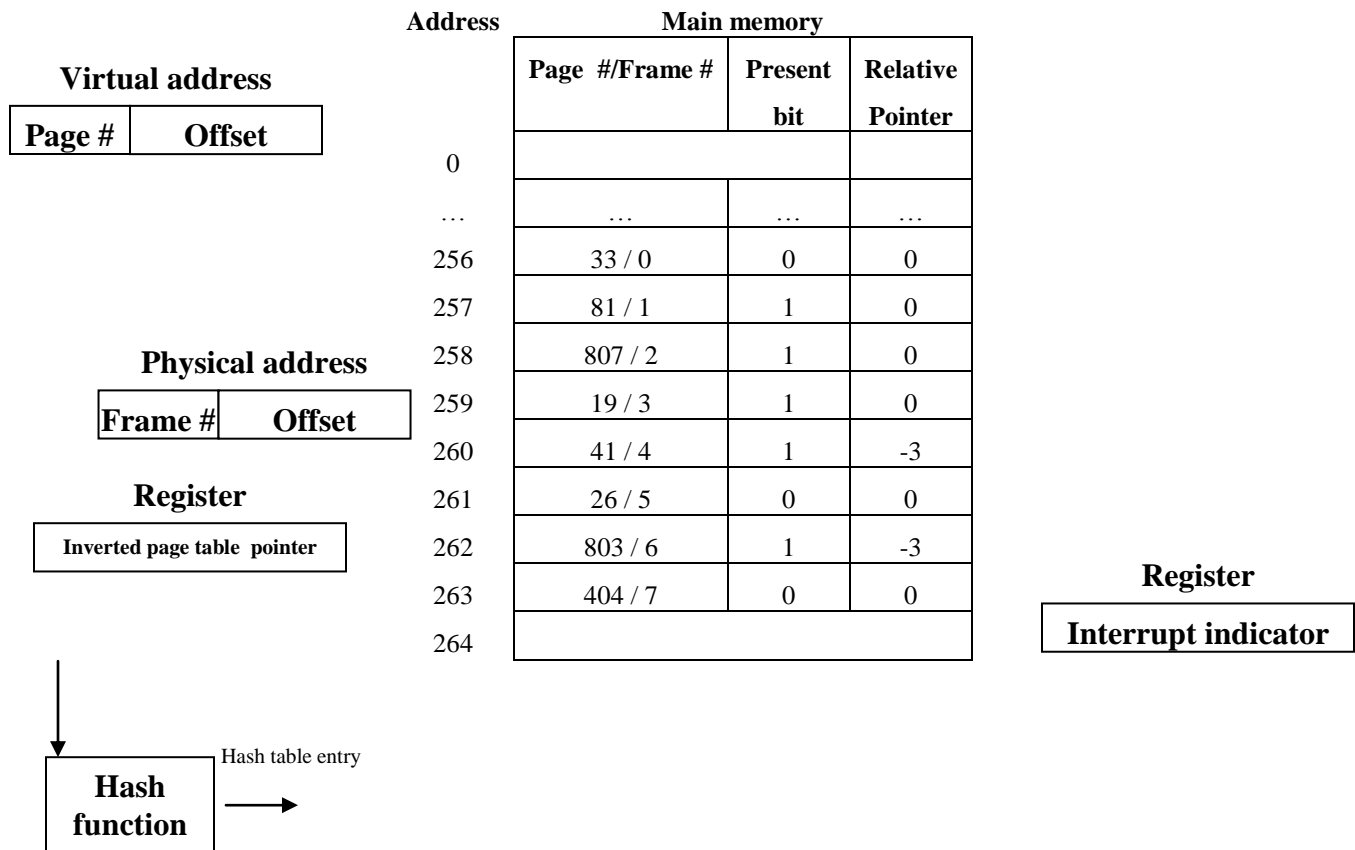 Address Main memory
Page #/Frame # Present bit Relative Pointer
Virtual address
Page # Offset
0
… … … …
256 33 / 0 0 0
257 81 / 1 1 0
258 807 / 2 1 0
Physical address
Frame # Offset
259 19 / 3 1 0
260 41 / 4 1 -3
Register
Inverted page table pointer
261 26 / 5 0 0
262 803 / 6 1 -3
263 404 / 7 0 0
264
Register
Interrupt indicator
Hash table entry
Hash
function